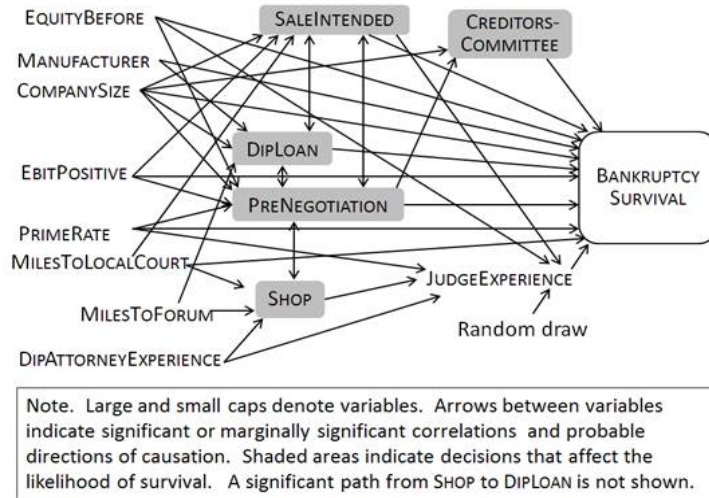 EQUITYBEFORE
SALEINTENDED
CREDITORS-
COMMITTEE
MANUFACTURER
COMPANYSIZE
DIPLOAN
EBITPOSITIVE
BANKRUPTCY
SURVIVAL
PRENEGOTIATION
PRIMERATE
MILESTOLOCALCOURT
JUDGEEXPERIENCE
SHOP
MILESTOFORUM
Random draw
DIPATTORNEYEXPERIENCE
Note. Large and small caps denote variables. Arrows between variables
indicate significant or marginally significant correlations and probable
directions of causation. Shaded areas indicate decisions that affect the
likelihood of survival. A significant path from SHOP to DIPLOAN is not shown.